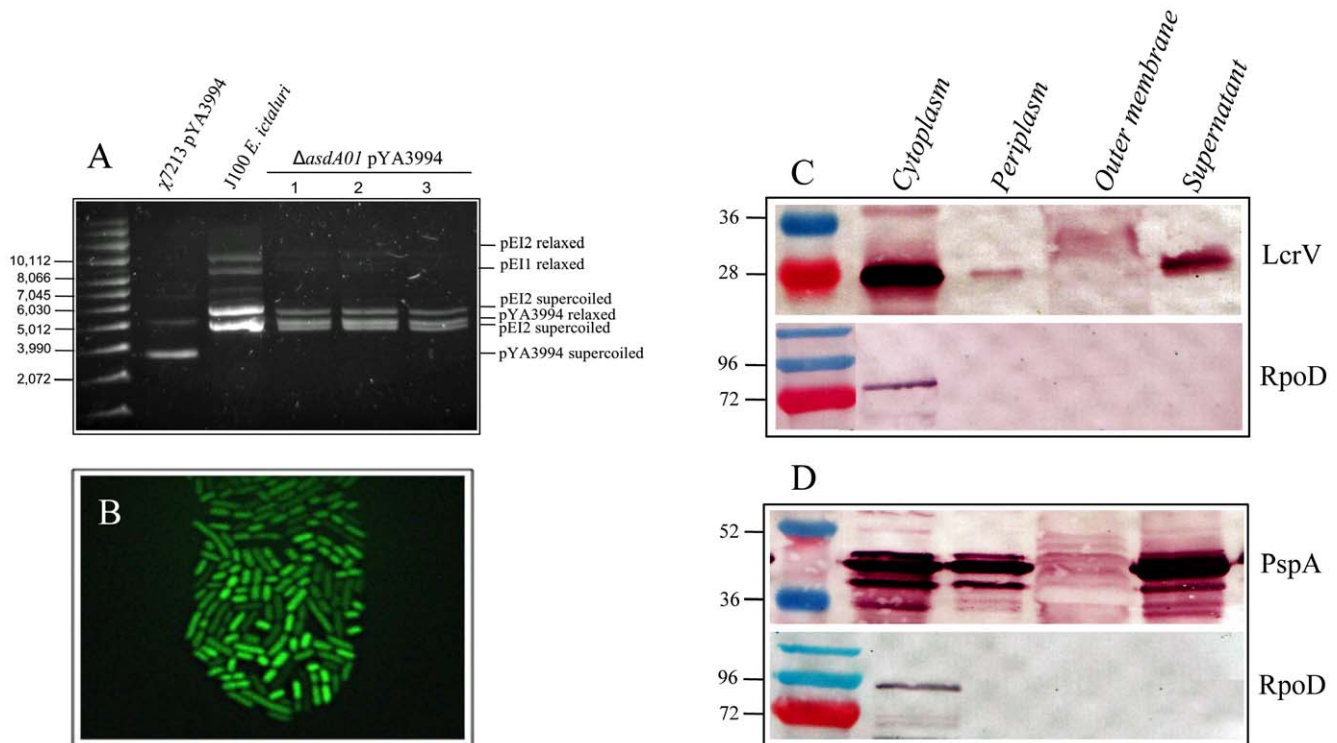 A
χ7213 pYA3994
J100 E. ictaluri
ΔasdA01 pYA3994
1 2 3
10,112
8,066
7,045
6,030
5,012
3,990
2,072
pEI2 relaxed
pEI1 relaxed
pEI2 supercoiled
pYA3994 relaxed
pEI2 supercoiled
pYA3994 supercoiled
B
C
Cytoplasm
Periplasm
Outer membrane
Supernatant
36
28
LcrV
96
72
RpoD
D
52
36
PspA
96
72
RpoD